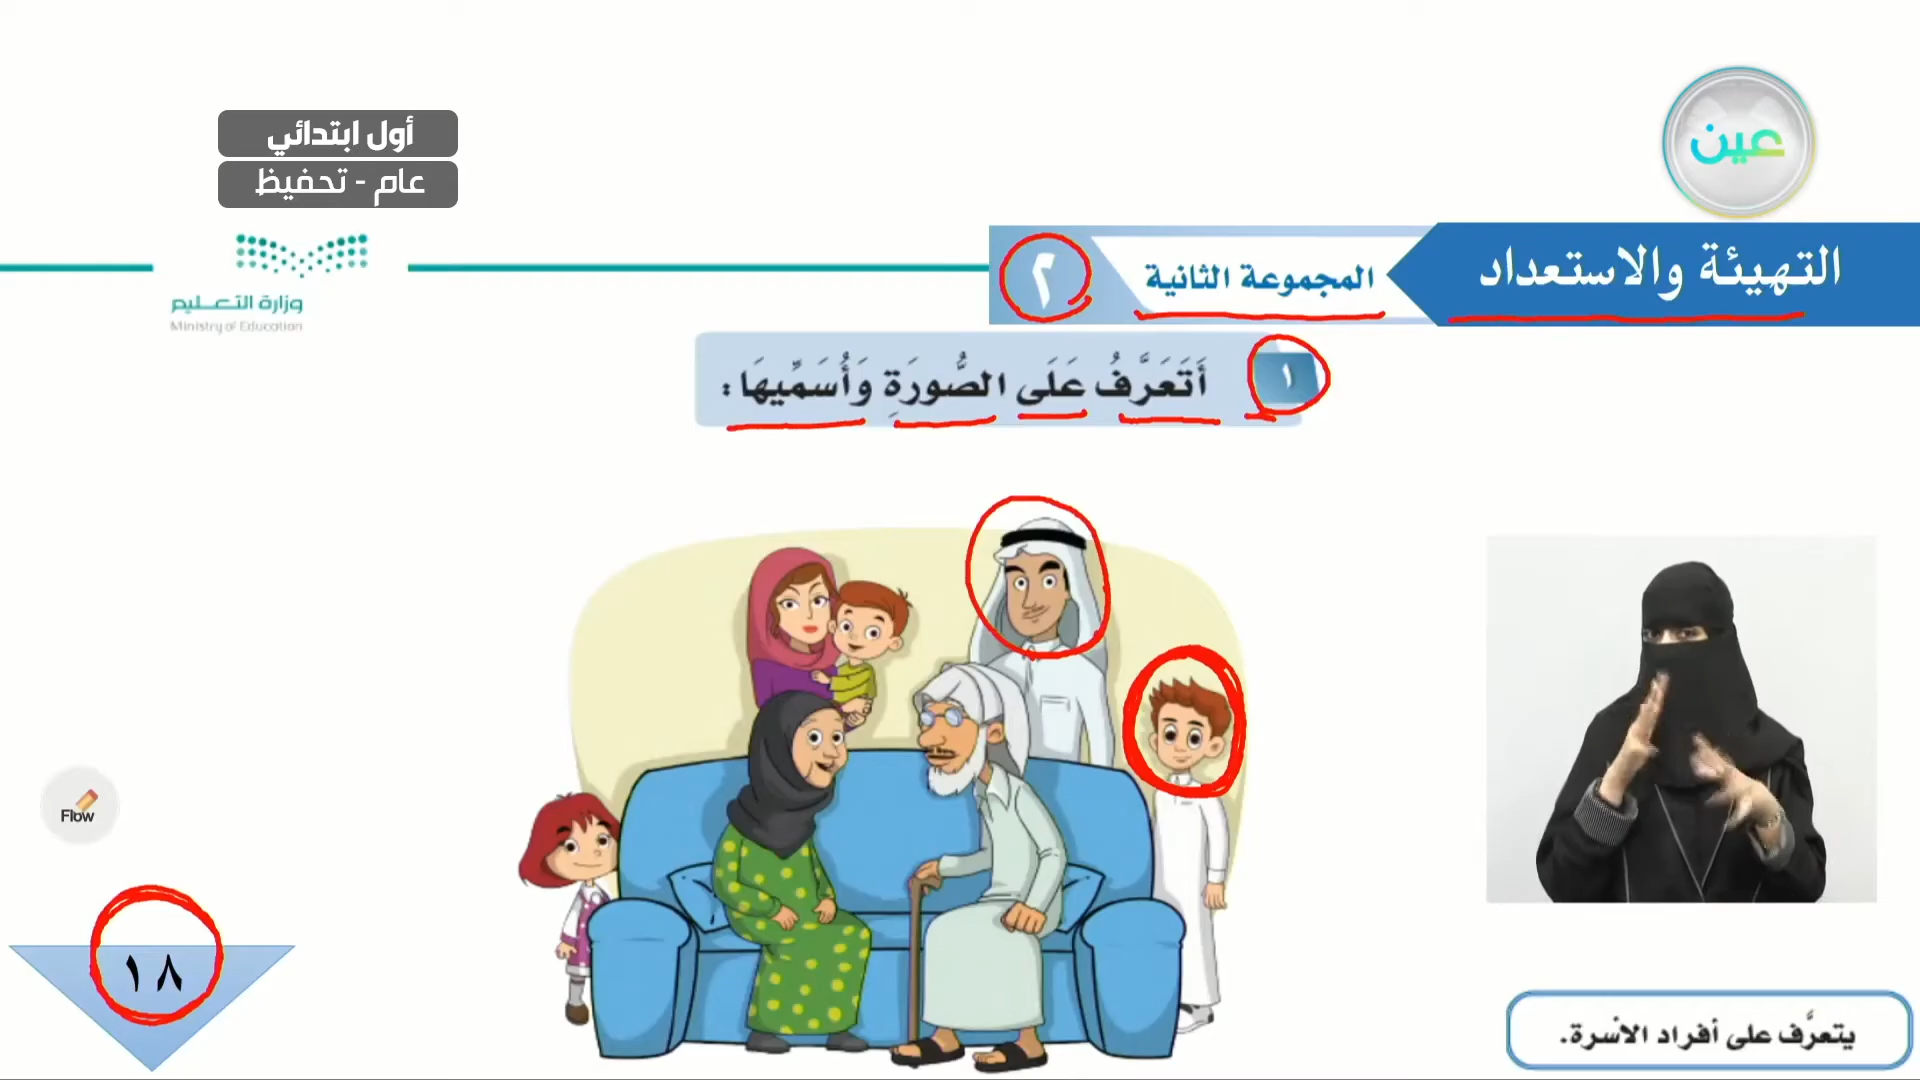 عين
أول ابتدائي
عام - تحفيظ
وزارة التعليم
Ministry of Education
التهيئة والاستعداد
المجموعة الثانية
٢
١
أَتَعَرَّفُ عَلَى الصُّورَةِ وَأُسَمِّيهَا :
Flow
١٨
يتعرَّف على أفراد الأسرة.